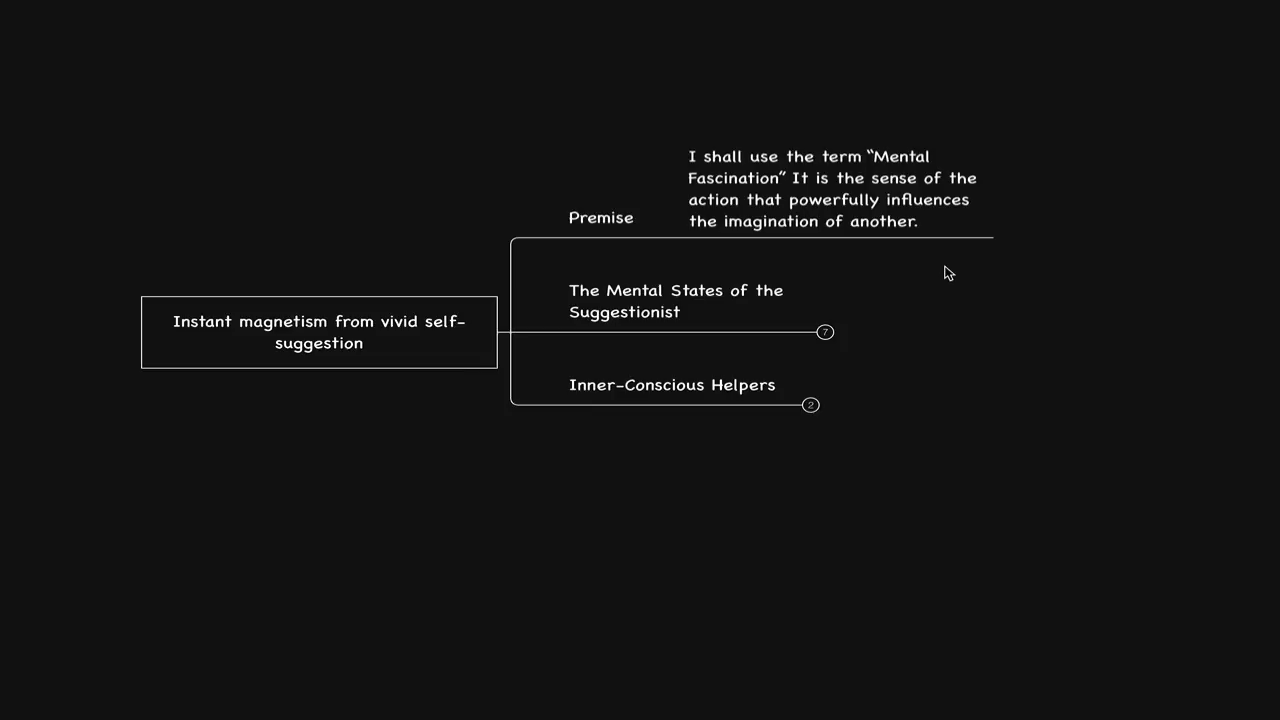 Instant magnetism from vivid self-
suggestion
Premise
I shall use the term “Mental
Fascination” It is the sense of the
action that powerfully influences
the imagination of another.
The Mental States of the
Suggestionist
7
Inner-Conscious Helpers
2